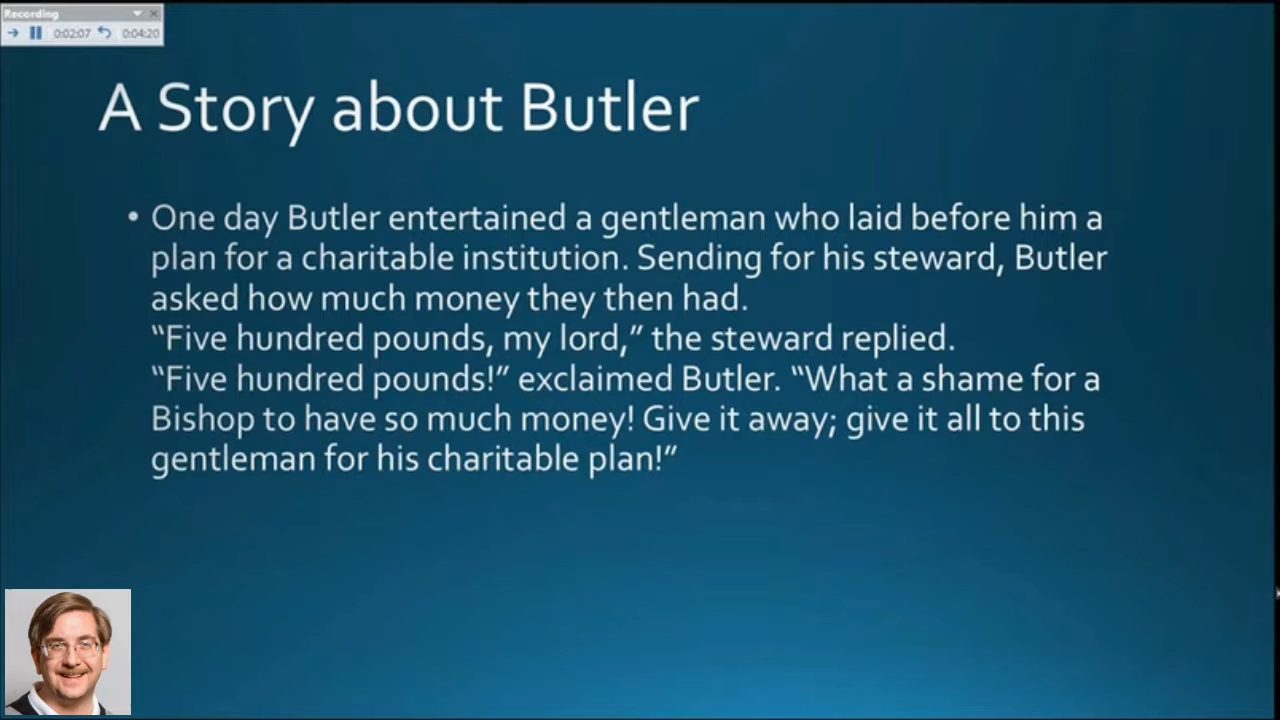 Recording
0:02:07 0:04:20
A Story about Butler
• One day Butler entertained a gentleman who laid before him a
plan for a charitable institution. Sending for his steward, Butler
asked how much money they then had.
“Five hundred pounds, my lord,” the steward replied.
“Five hundred pounds!” exclaimed Butler. “What a shame for a
Bishop to have so much money! Give it away; give it all to this
gentleman for his charitable plan!”